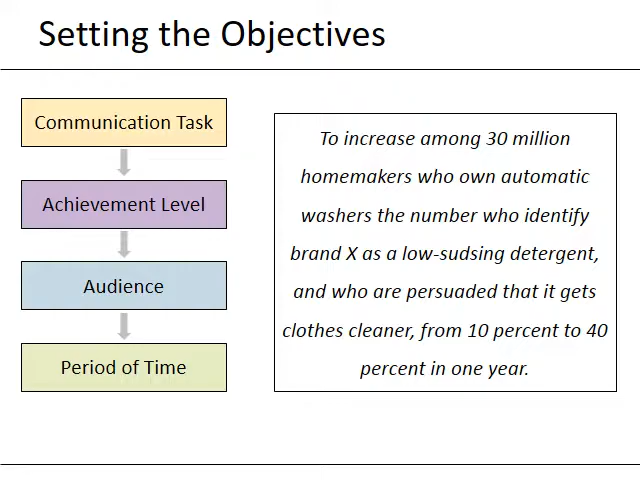 Setting the Objectives
Communication Task
Achievement Level
Audience
Period of Time
To increase among 30 million
homemakers who own automatic
washers the number who identify
brand X as a low-sudsing detergent,
and who are persuaded that it gets
clothes cleaner, from 10 percent to 40
percent in one year.